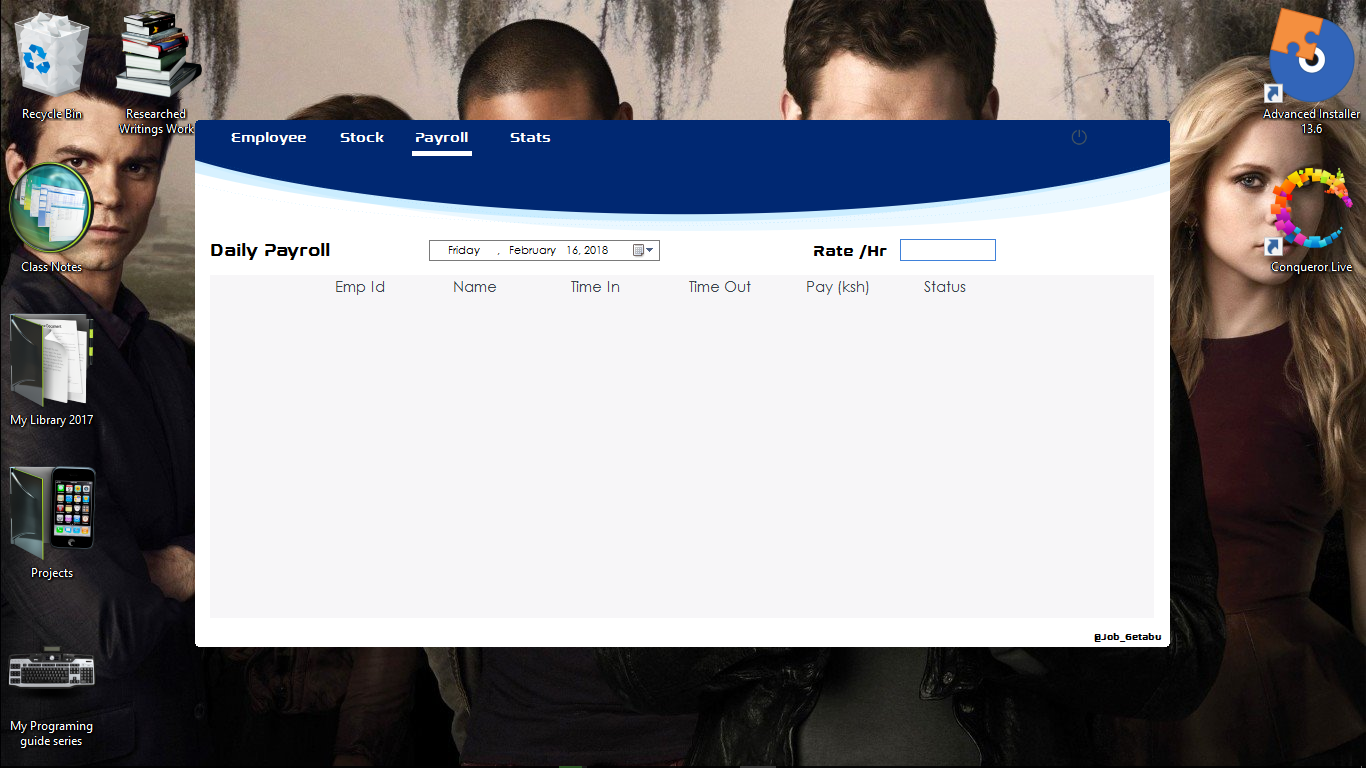 Recycle Bin
Researched
Writings Work
Class Notes
My Library 2017
Projects
My Programing
guide series
Employee Stock Payroll Stats
Daily Payroll Friday , February 16, 2018 Rate /Hr
Emp Id Name Time In Time Out Pay (ksh) Status
@Job_Getabu
Advanced Installer
13.6
Conqueror Live